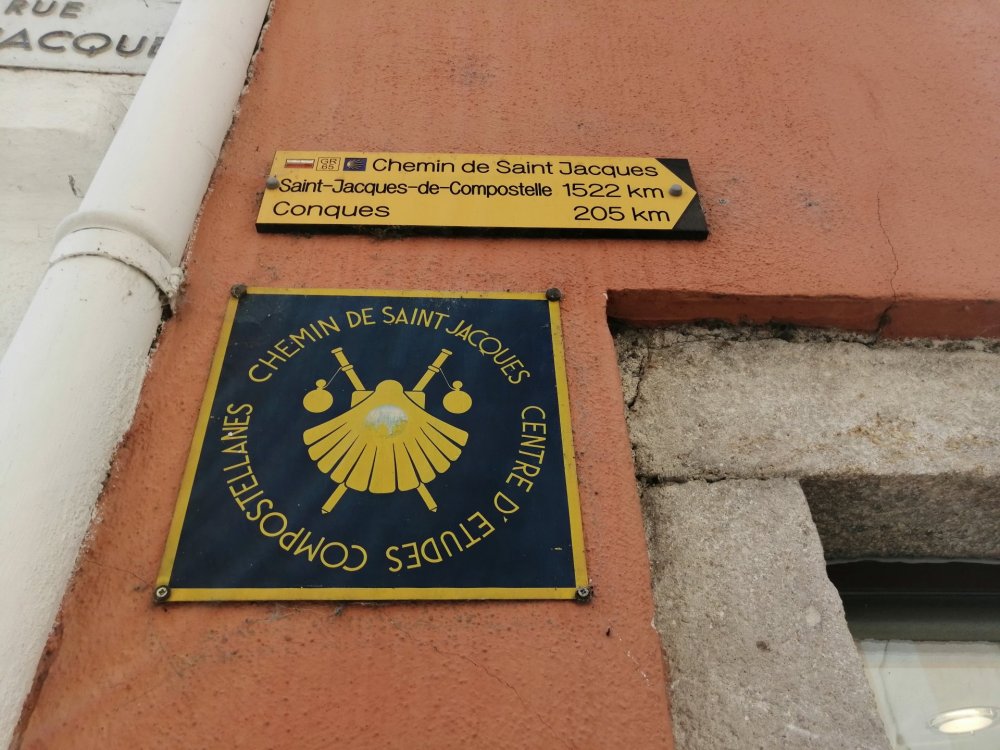 RUE
GR
65
Chemin de Saint Jacques
Saint-Jacques-de-Compostelle 1522 km
Conques 205 km
CHEMIN DE SAINT JACQUES
CENTRE D'ETUDES COMPOSTELLANES